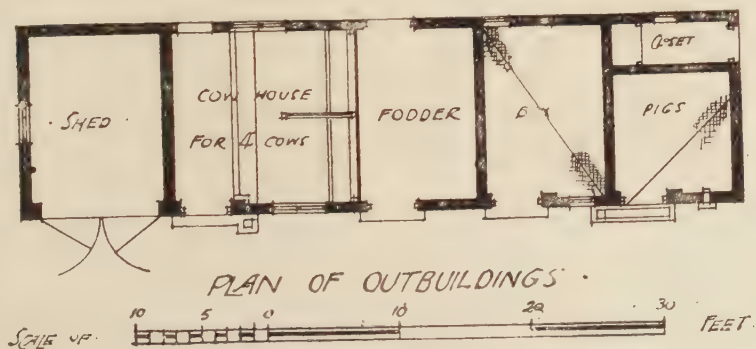 CLOSET
SHED
COW HOUSE
FOR 4 COWS
FODDER
PIGS
PLAN OF OUTBUILDINGS.
10 5 0 10 20 30
SCALE OF FEET